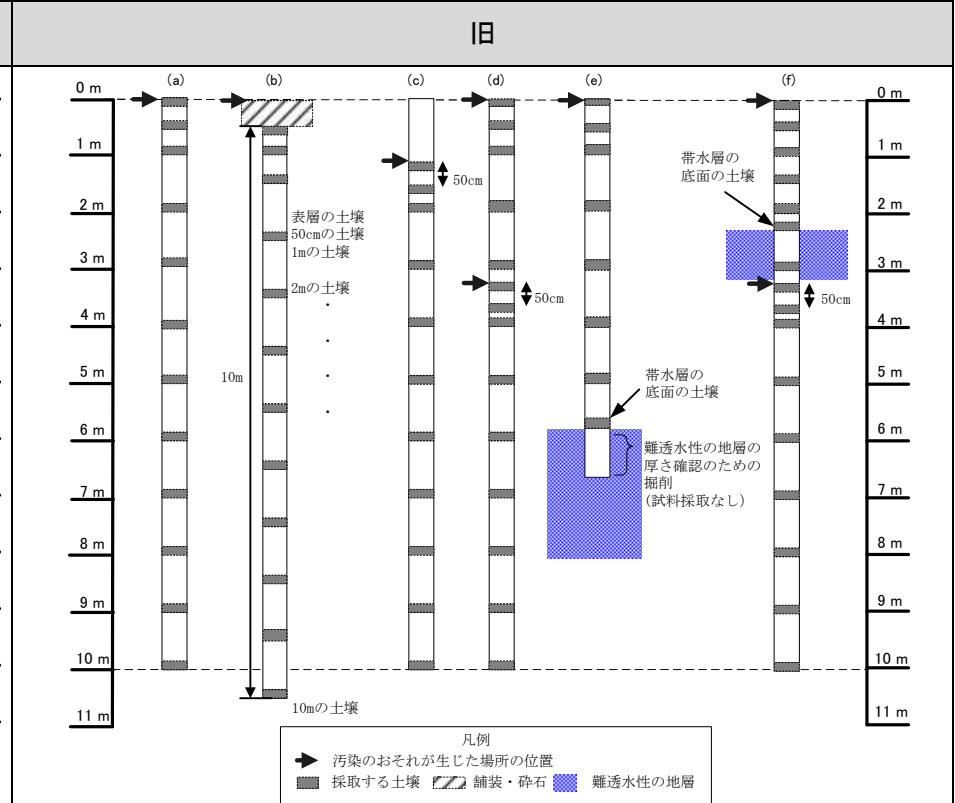 旧
(a)
(b)
(c)
(d)
(e)
(f)
0 m
1 m
2 m
3 m
4 m
5 m
6 m
7 m
8 m
9 m
10 m
11 m
10m
表層の土壌
50cmの土壌
1mの土壌
2mの土壌
・
・
・
・
10mの土壌
50cm
50cm
帯水層の
底面の土壌
難透水性の地層の
厚さ確認のための
掘削
(試料採取なし)
帯水層の
底面の土壌
50cm
0 m
1 m
2 m
3 m
4 m
5 m
6 m
7 m
8 m
9 m
10 m
11 m
凡例
汚染のおそれが生じた場所の位置
採取する土壌 舗装・砕石 難透水性の地層